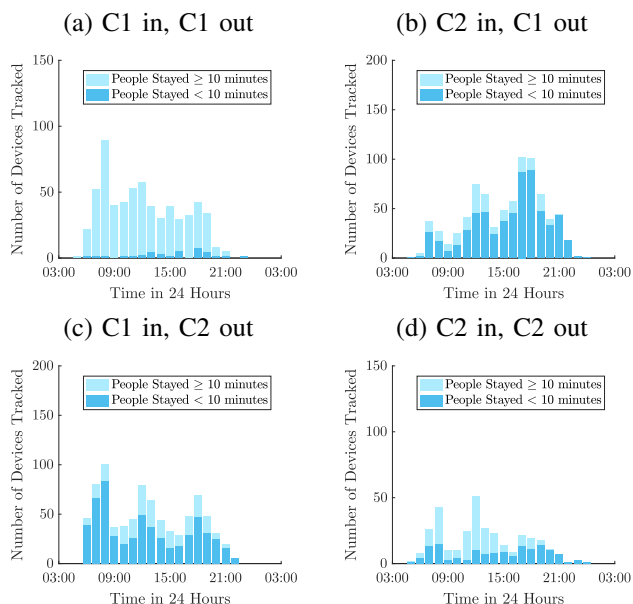 (a) C1 in, C1 out
150
100
50
0
Number of Devices Tracked
People Stayed ≥ 10 minutes
People Stayed < 10 minutes
03:00 09:00 15:00 21:00 03:00
Time in 24 Hours
(b) C2 in, C1 out
200
150
100
50
0
Number of Devices Tracked
People Stayed ≥ 10 minutes
People Stayed < 10 minutes
03:00 09:00 15:00 21:00 03:00
Time in 24 Hours
(c) C1 in, C2 out
200
150
100
50
0
Number of Devices Tracked
People Stayed ≥ 10 minutes
People Stayed < 10 minutes
03:00 09:00 15:00 21:00 03:00
Time in 24 Hours
(d) C2 in, C2 out
150
100
50
0
Number of Devices Tracked
People Stayed ≥ 10 minutes
People Stayed < 10 minutes
03:00 09:00 15:00 21:00 03:00
Time in 24 Hours